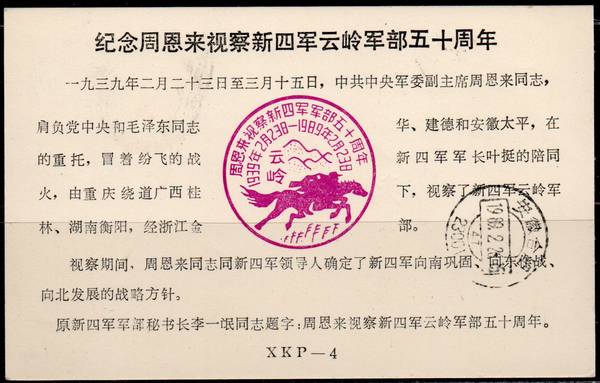 纪念周恩来视察新四军云岭军部五十周年
一九三九年二月二十三日至三月十五日，中共中央军委副主席周恩来同志，
肩负党中央和毛泽东同志
的重托，冒着纷飞的战
火，由重庆绕道广西桂
林、湖南衡阳，经浙江金
华、建德和安徽太平，在
新四军军长叶挺的陪同
下，视察了新四军云岭军
部。
周恩来视察新四军军部五十周年
1939年2月23日—1989年2月23日
云岭
安徽合
1989.2.23
视察期间，周恩来同志同新四军领导人确定了新四军向南巩固、向东作战、
向北发展的战略方针。
原新四军军部秘书长李一氓同志题字：周恩来视察新四军云岭军部五十周年。
XKP—4